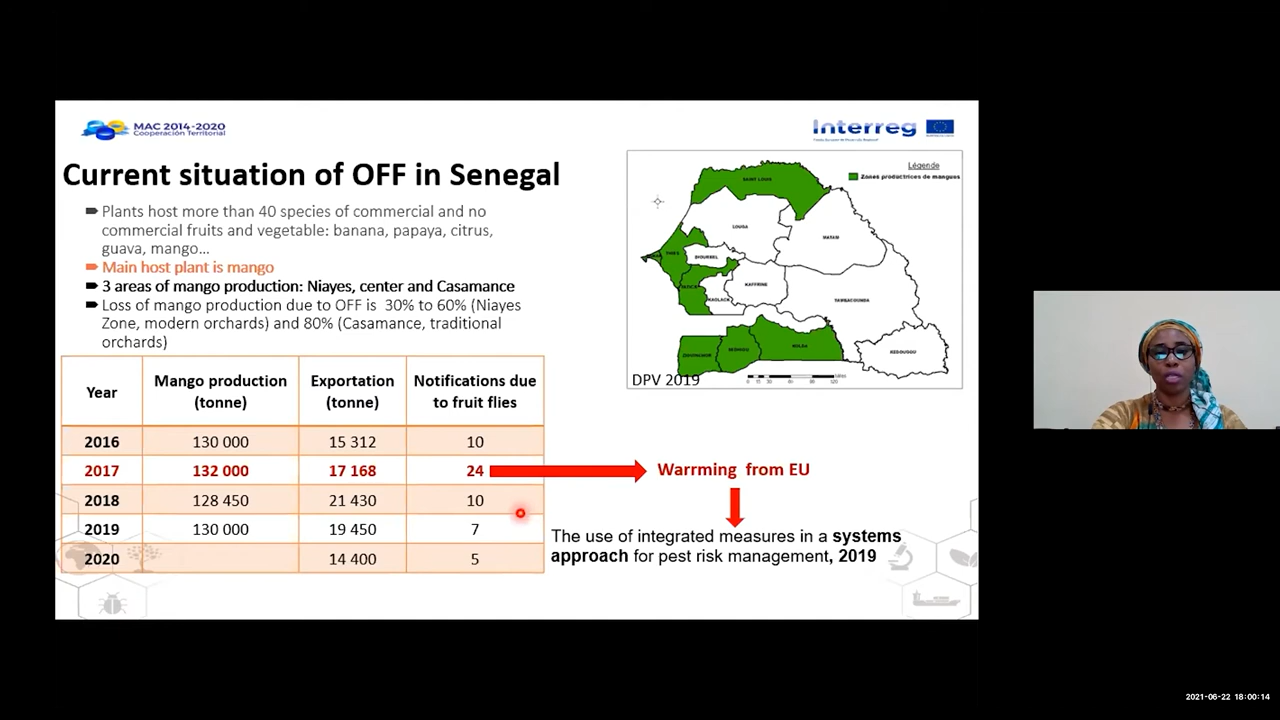 MAC 2014-2020
Cooperación Territorial
Interreg
Current situation of OFF in Senegal
Plants host more than 40 species of commercial and no
commercial fruits and vegetable: banana, papaya, citrus,
guava, mango...
Main host plant is mango
3 areas of mango production: Niayes, center and Casamance
Loss of mango production due to OFF is 30% to 60% (Niayes
Zone, modern orchards) and 80% (Casamance, traditional
orchards)
Légende
Zones productrices de mangues
SAINT LOUIS
LOUGA
MATAM
THIES
DIOURBEL
FATICK
KAOLACK
KAFFRINE
TAMBACOUNDA
ZIGUINCHOR
SEDHIOU
KOLDA
KEDOUGOU
DPV 2019
Year Mango production (tonne) Exportation (tonne) Notifications due to fruit flies
2016 130 000 15 312 10
2017 132 000 17 168 24
2018 128 450 21 430 10
2019 130 000 19 450 7
2020 14 400 5
Warrming from EU
The use of integrated measures in a systems
approach for pest risk management, 2019
2021-06-22 18:00:14